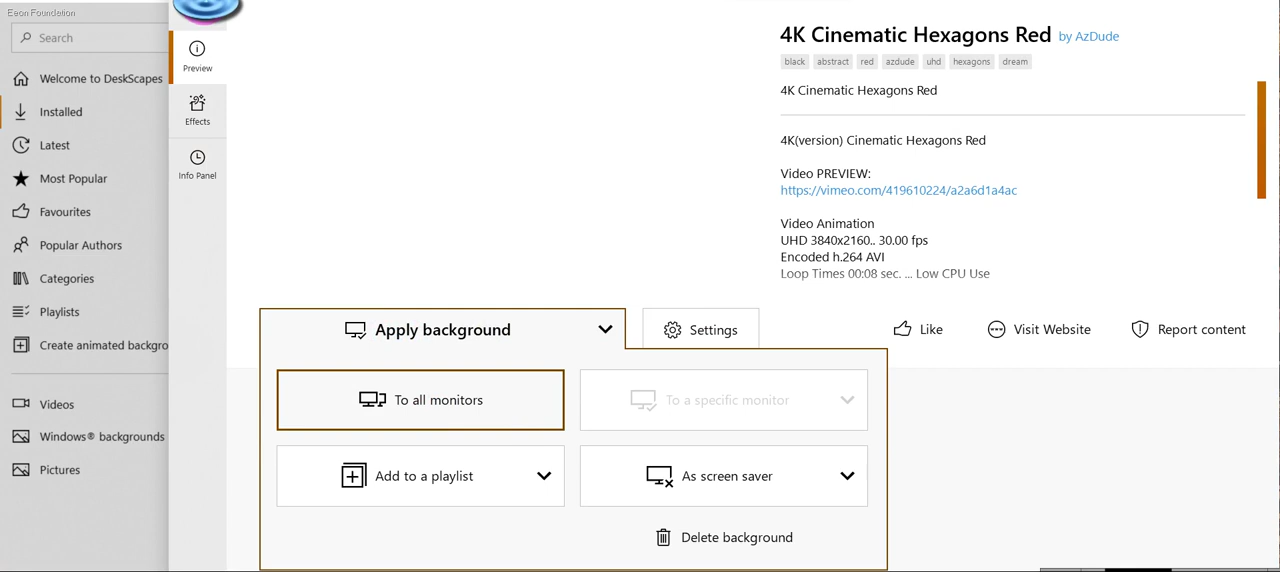 Eeon Foundation
Search
Welcome to DeskScapes
Installed
Latest
Most Popular
Favourites
Popular Authors
Categories
Playlists
Create animated backgro
Videos
Windows® backgrounds
Pictures
Preview
Effects
Info Panel
4K Cinematic Hexagons Red by AzDude
black abstract red azdude uhd hexagons dream
4K Cinematic Hexagons Red
4K(version) Cinematic Hexagons Red
Video PREVIEW:
https://vimeo.com/419610224/a2a6d1a4ac
Video Animation
UHD 3840x2160.. 30.00 fps
Encoded h.264 AVI
Loop Times 00:08 sec. ... Low CPU Use
Apply background
Settings
Like
Visit Website
Report content
To all monitors
To a specific monitor
Add to a playlist
As screen saver
Delete background